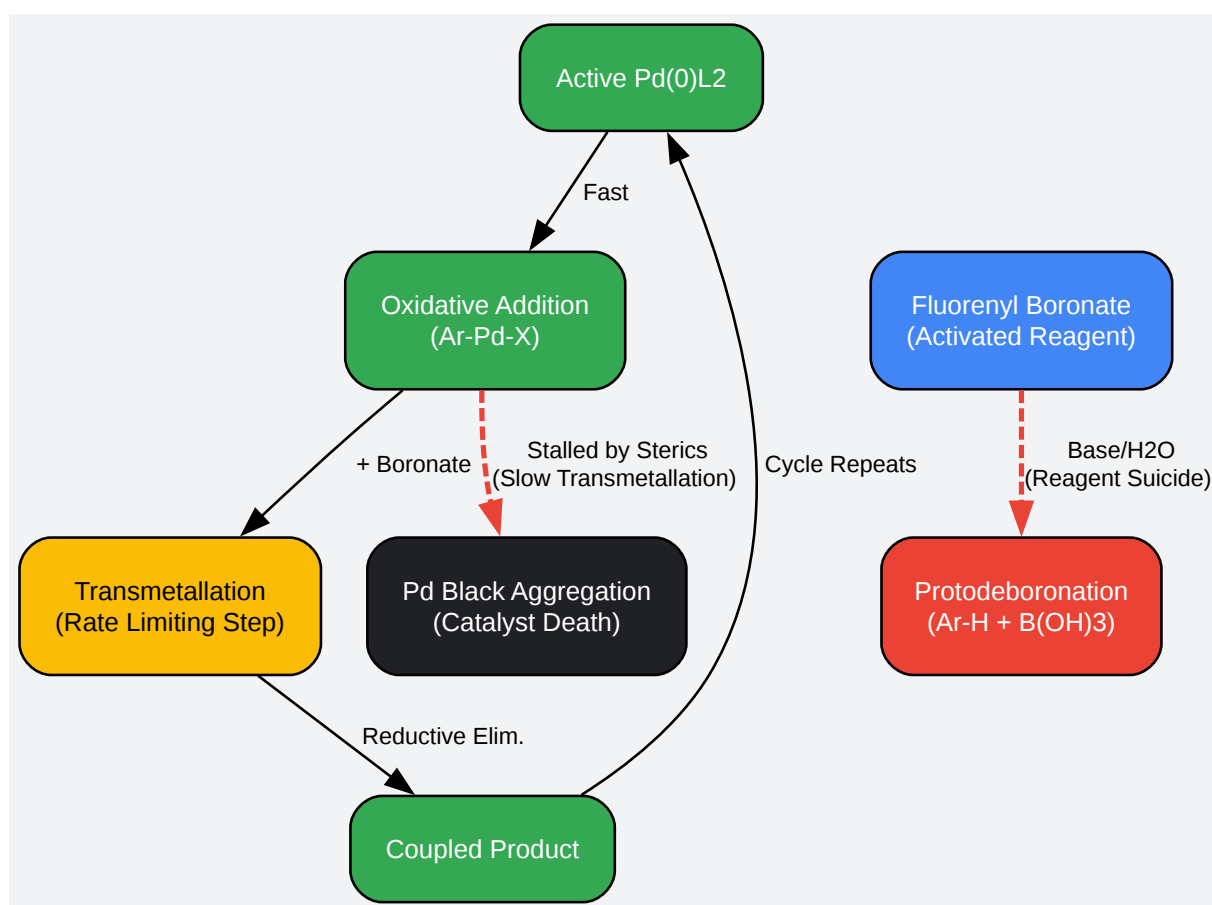 Active Pd(0)L2
Fast
Oxidative Addition
(Ar-Pd-X)
Fluorenyl Boronate
(Activated Reagent)
+ Boronate
Stalled by Sterics
(Slow Transmetallation)
Cycle Repeats
Base/H2O
(Reagent Suicide)
Transmetallation
(Rate Limiting Step)
Pd Black Aggregation
(Catalyst Death)
Protodeboronation
(Ar-H + B(OH)3)
Reductive Elim.
Coupled Product